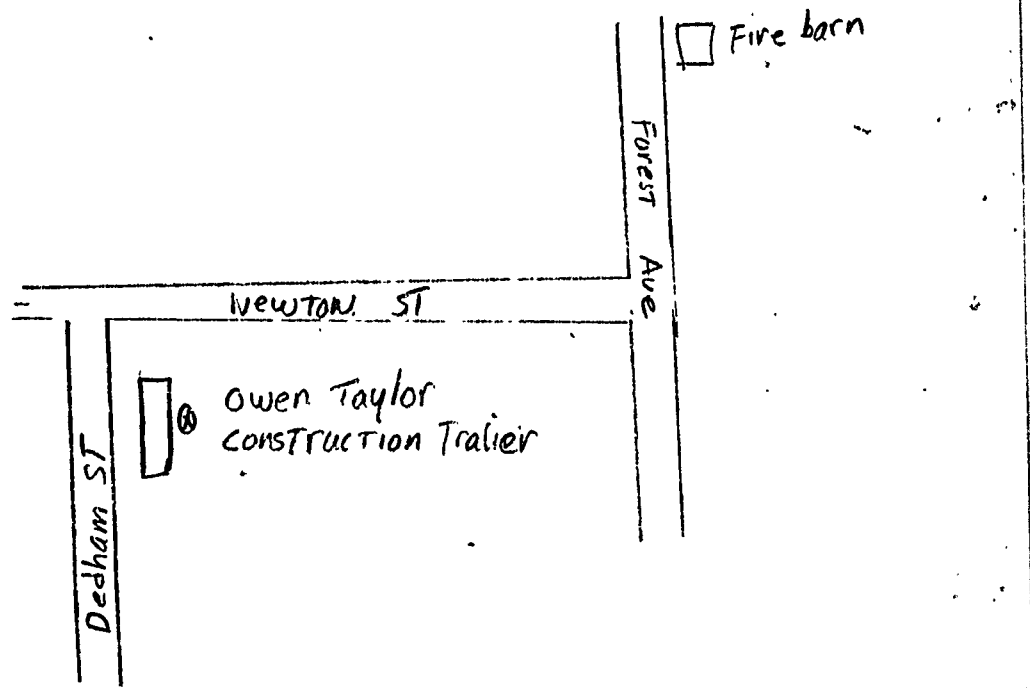 Fire barn
Forest Ave
Newton. ST
Owen Taylor
construction Tralier
Dedham ST